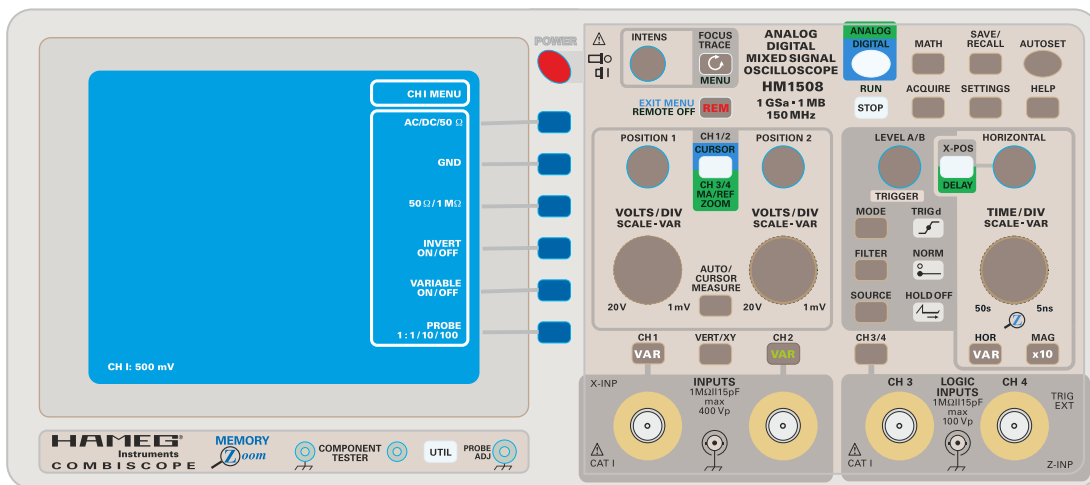 CH I MENU
AC/DC/50 Ω
GND
50 Ω/1 MΩ
INVERT
ON/OFF
VARIABLE
ON/OFF
PROBE
1:1/10/100
CH I: 500 mV
HAMEG®
Instruments
COMBISCOPE
MEMORY
Zoom
COMPONENT
TESTER
UTIL
PROBE
ADJ
POWER
INTENS
FOCUS
TRACE
MENU
EXIT MENU
REMOTE OFF
REM
ANALOG
DIGITAL
MIXED SIGNAL
OSCILLOSCOPE
HM1508
1 GSa ▪ 1 MB
150 MHz
ANALOG
DIGITAL
MATH
SAVE/
RECALL
AUTOSET
RUN
STOP
ACQUIRE
SETTINGS
HELP
POSITION 1
CH 1/2
CURSOR
CH 3/4
MA/REF
ZOOM
POSITION 2
VOLTS/DIV
SCALE - VAR
20V
1mV
AUTO/
CURSOR
MEASURE
VOLTS/DIV
SCALE - VAR
20V
1mV
LEVEL A/B
TRIGGER
X-POS
DELAY
HORIZONTAL
MODE
TRIG d
FILTER
NORM
SOURCE
HOLD OFF
TIME/DIV
SCALE - VAR
50s
5ns
Z
CH 1
VAR
VERT/XY
CH 2
VAR
CH 3/4
HOR
VAR
MAG
x10
X-INP
INPUTS
1MΩII15pF
max
400 Vp
CAT I
CH 3
LOGIC
INPUTS
1MΩII15pF
max
100 Vp
CH 4
TRIG
EXT
CAT I
Z-INP